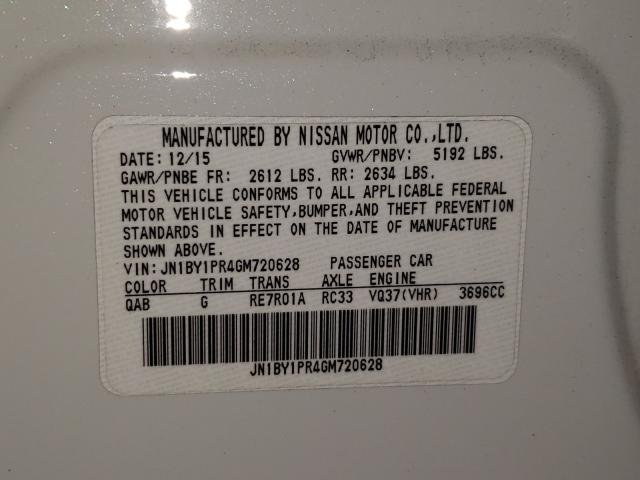 MANUFACTURED BY NISSAN MOTOR CO.,LTD.
DATE: 12/15 GVWR/PNBV: 5192 LBS.
GAWR/PNBE FR: 2612 LBS. RR: 2634 LBS.
THIS VEHICLE CONFORMS TO ALL APPLICABLE FEDERAL
MOTOR VEHICLE SAFETY,BUMPER,AND THEFT PREVENTION
STANDARDS IN EFFECT ON THE DATE OF MANUFACTURE
SHOWN ABOVE.
VIN: JN1BY1PR4GM720628 PASSENGER CAR
COLOR TRIM TRANS AXLE ENGINE
QAB G RE7R01A RC33 VQ37(VHR) 3696CC
JN1BY1PR4GM720628